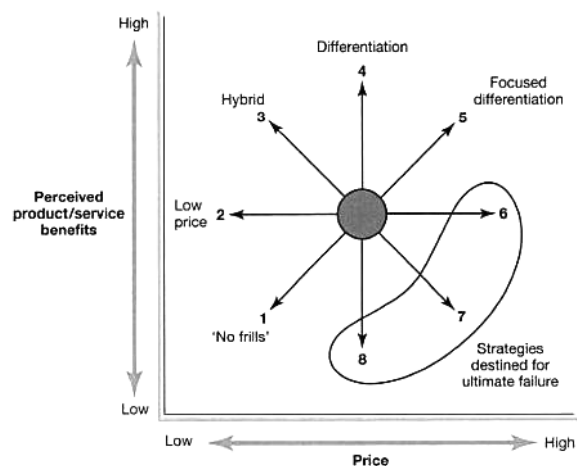 High
Differentiation
4
Focused
differentiation
Hybrid
3
5
Perceived
product/service
benefits
Low
price
2
6
1
7
'No frills'
8
Strategies
destined for
ultimate failure
Low
Low
High
Price